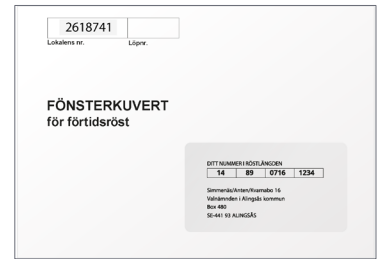 2618741
Lokalens nr. Löpnr.
FÖNSTERKUVERT
för förtidsröst
DITT NUMMER I RÖSTLÄNGDEN
14 89 0716 1234
Simmenäs/Anten/Kvarnabo 16
Valnämnden i Alingsås kommun
Box 480
SE-441 93 ALINGSÅS